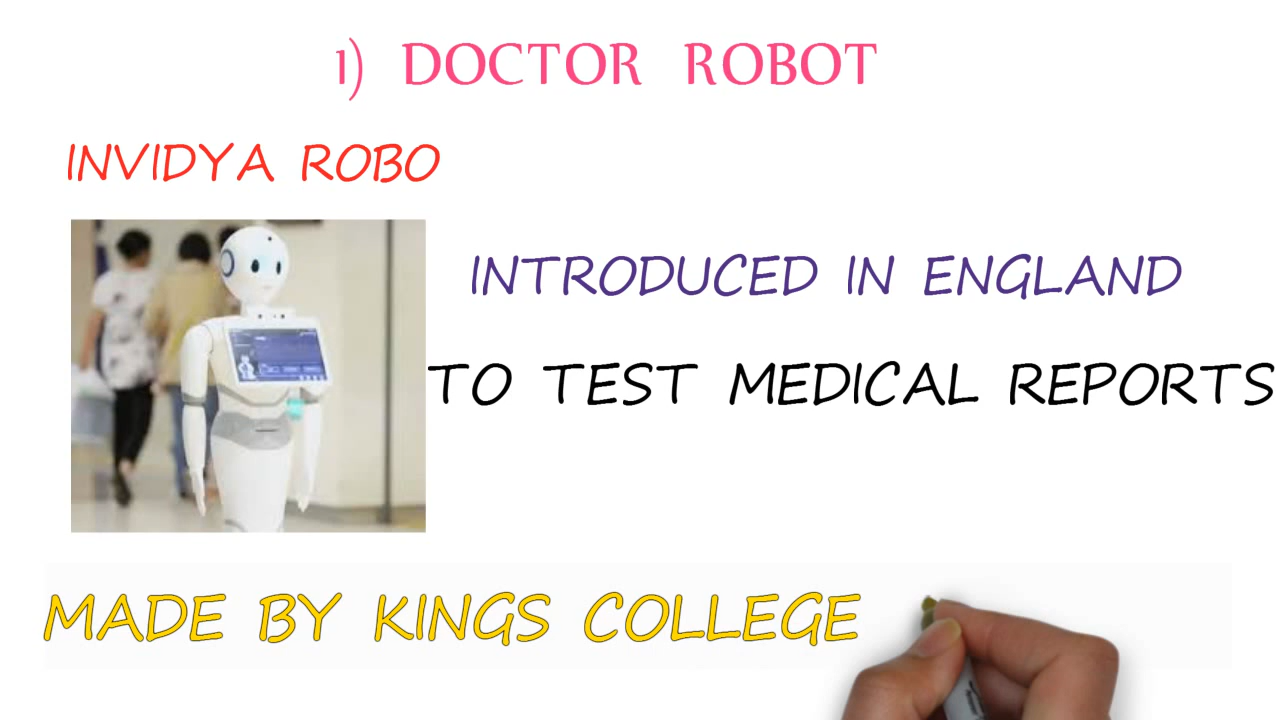 1) DOCTOR ROBOT
INVIDYA ROBO
INTRODUCED IN ENGLAND
TO TEST MEDICAL REPORTS
MADE BY KINGS COLLEGE